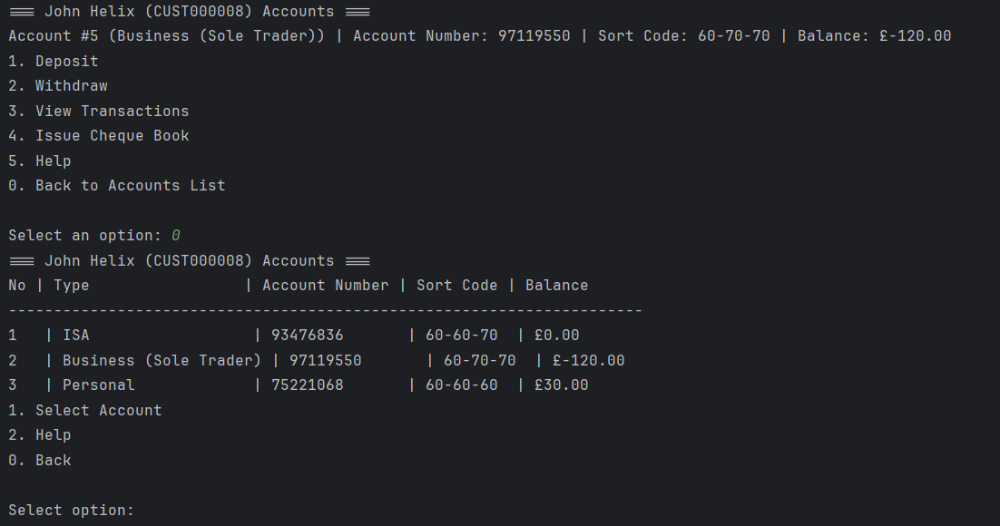 === John Helix (CUST000008) Accounts ===
Account #5 (Business (Sole Trader)) | Account Number: 97119550 | Sort Code: 60-70-70 | Balance: £-120.00
1. Deposit
2. Withdraw
3. View Transactions
4. Issue Cheque Book
5. Help
0. Back to Accounts List

Select an option: 0
=== John Helix (CUST000008) Accounts ===
No | Type                 | Account Number | Sort Code | Balance
----------------------------------------------------------------------
1   | ISA                  | 93476836       | 60-60-70  | £0.00
2   | Business (Sole Trader) | 97119550       | 60-70-70  | £-120.00
3   | Personal             | 75221068       | 60-60-60  | £30.00
1. Select Account
2. Help
0. Back

Select option: